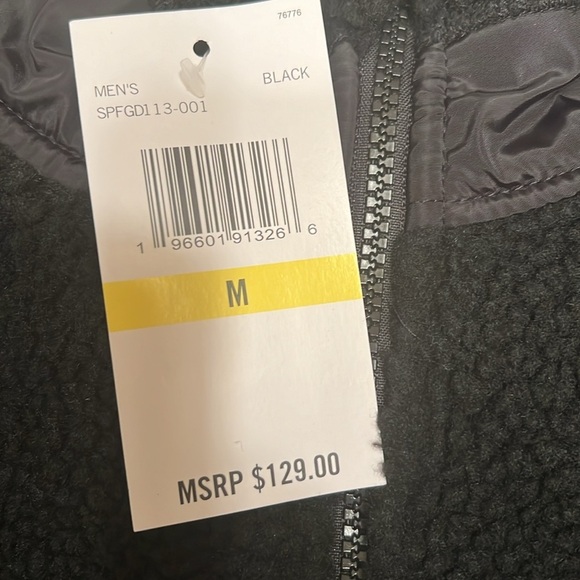 76776
MEN'S BLACK
SPFGD113-001
1 96601 91326 6
M
MSRP $129.00